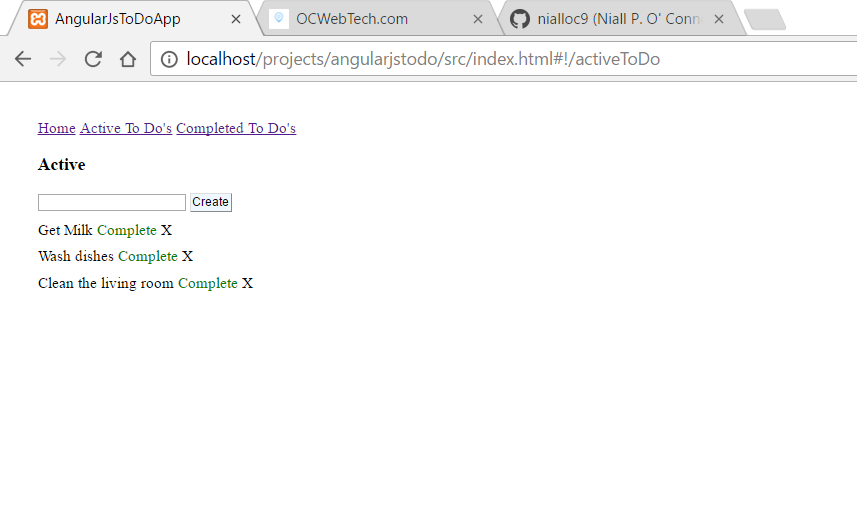 AngularJsToDoApp
OCWebTech.com
nialloc9 (Niall P. O' Conn
localhost/projects/angularjstodo/src/index.html#!/activeToDo
Home Active To Do's Completed To Do's
Active
Create
Get Milk Complete X
Wash dishes Complete X
Clean the living room Complete X